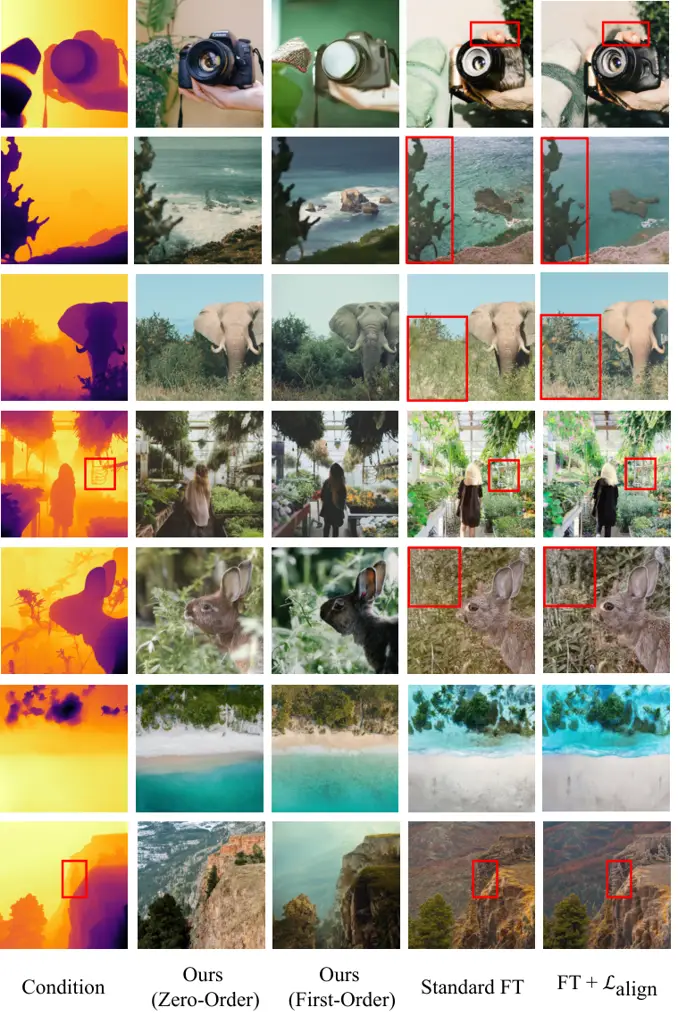 Condition
Ours
(Zero-Order)
Ours
(First-Order)
Standard FT
FT + ℒalign